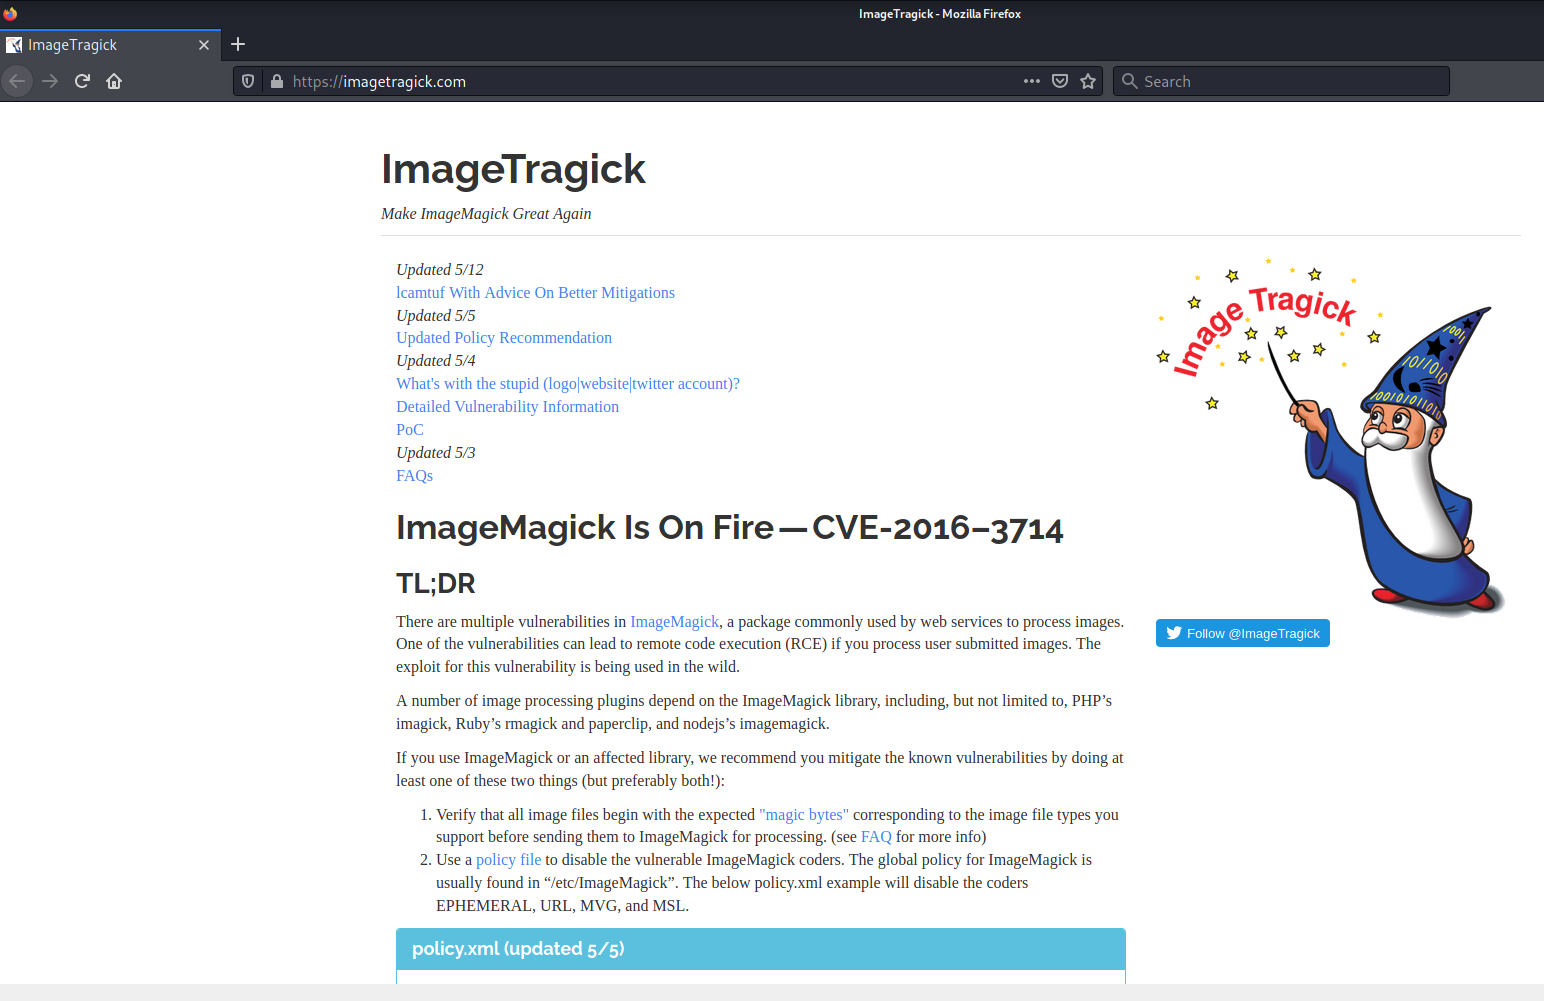 ImageTragick - Mozilla Firefox
ImageTragick
https://imagetragick.com
Search
ImageTragick
Make ImageMagick Great Again
Updated 5/12
lcamtuf With Advice On Better Mitigations
Updated 5/5
Updated Policy Recommendation
Updated 5/4
What's with the stupid (logo|website|twitter account)?
Detailed Vulnerability Information
PoC
Updated 5/3
FAQs
Image Tragick
1001
1011010
10010101101
Follow @ImageTragick
ImageMagick Is On Fire — CVE-2016–3714
TL;DR
There are multiple vulnerabilities in ImageMagick, a package commonly used by web services to process images.
One of the vulnerabilities can lead to remote code execution (RCE) if you process user submitted images. The
exploit for this vulnerability is being used in the wild.
A number of image processing plugins depend on the ImageMagick library, including, but not limited to, PHP’s
imagick, Ruby’s rmagick and paperclip, and nodejs’s imagemagick.
If you use ImageMagick or an affected library, we recommend you mitigate the known vulnerabilities by doing at
least one of these two things (but preferably both!):
1. Verify that all image files begin with the expected "magic bytes" corresponding to the image file types you
support before sending them to ImageMagick for processing. (see FAQ for more info)
2. Use a policy file to disable the vulnerable ImageMagick coders. The global policy for ImageMagick is
usually found in “/etc/ImageMagick”. The below policy.xml example will disable the coders
EPHEMERAL, URL, MVG, and MSL.
policy.xml (updated 5/5)